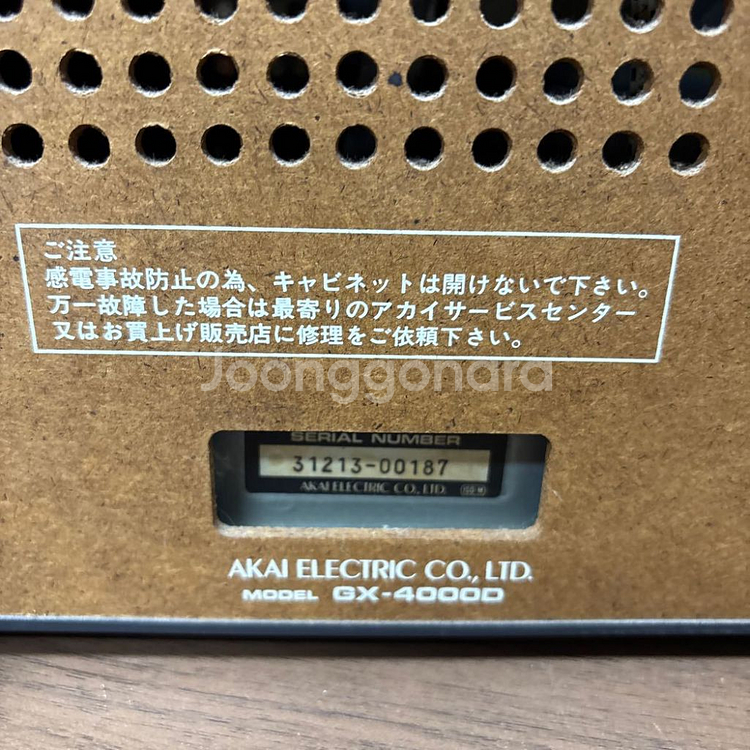 ご注意
感電事故防止の為、キャビネットは開けないで下さい。
万一故障した場合は最寄りのアカイサービスセンター
又はお買上げ販売店に修理をご依頼下さい。
Joonggonara
SERIAL NUMBER
31213-00187
AKAI ELECTRIC CO., LTD.
AKAI ELECTRIC CO., LTD.
MODEL GX-4000D